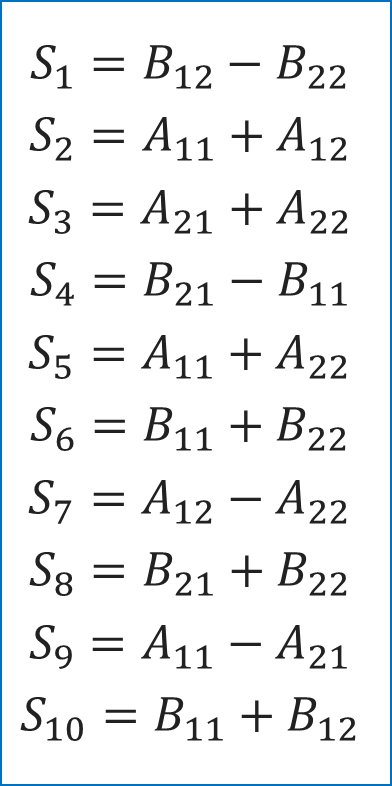 S₁ = B₁₂ − B₂₂
S₂ = A₁₁ + A₁₂
S₃ = A₂₁ + A₂₂
S₄ = B₂₁ − B₁₁
S₅ = A₁₁ + A₂₂
S₆ = B₁₁ + B₂₂
S₇ = A₁₂ − A₂₂
S₈ = B₂₁ + B₂₂
S₉ = A₁₁ − A₂₁
S₁₀ = B₁₁ + B₁₂